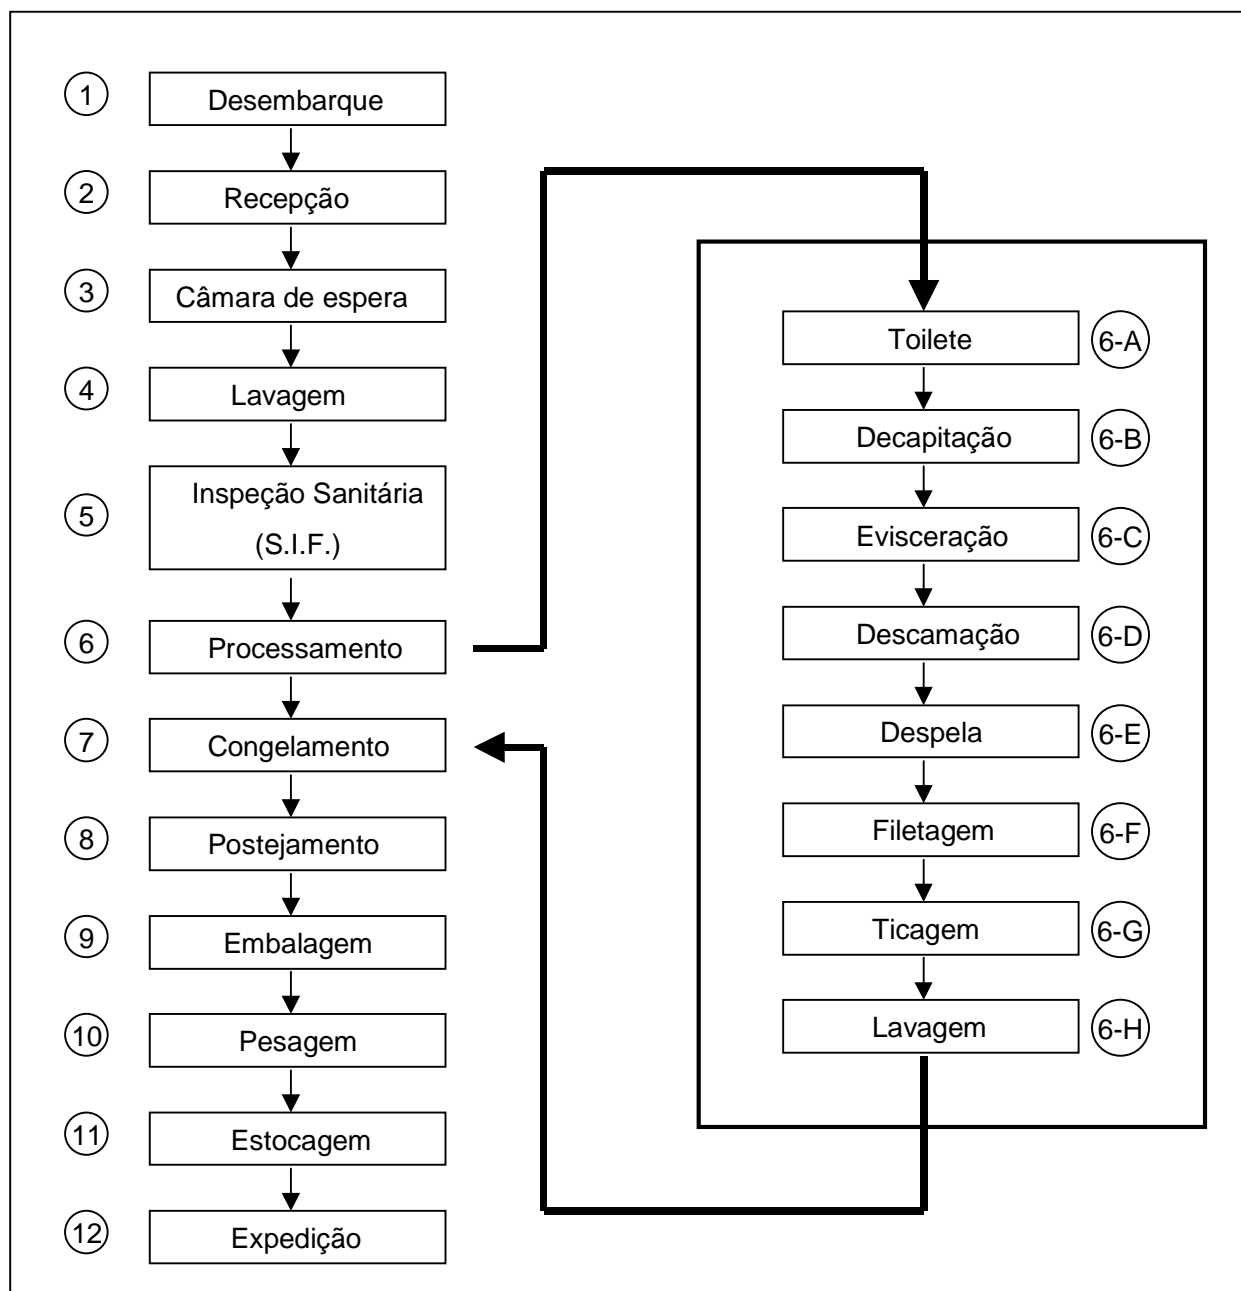 1 Desembarque
2 Recepção
3 Câmara de espera
4 Lavagem
5 Inspeção Sanitária
(S.I.F.)
6 Processamento
7 Congelamento
8 Postejamento
9 Embalagem
10 Pesagem
11 Estocagem
12 Expedição
Toilete 6-A
Decapitação 6-B
Evisceração 6-C
Descamação 6-D
Despela 6-E
Filetagem 6-F
Ticagem 6-G
Lavagem 6-H